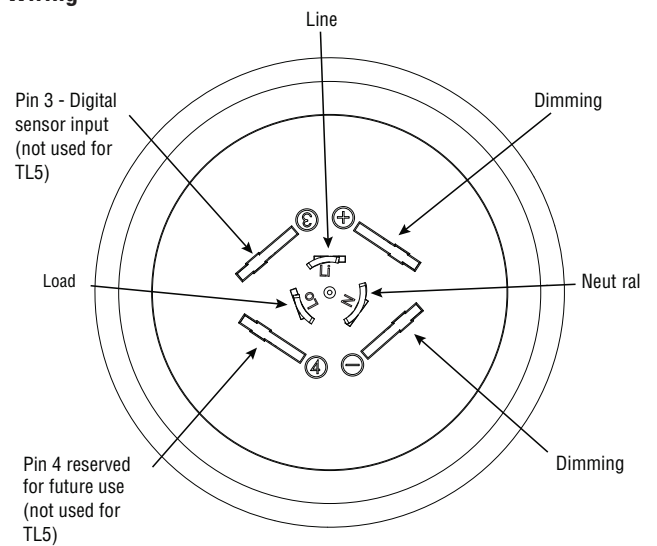 Wiring
Line
Pin 3 - Digital
sensor input
(not used for
TL5)
Dimming
3
+
Li
Load
Lo
N
Neut ral
4
−
Pin 4 reserved
for future use
(not used for
TL5)
Dimming